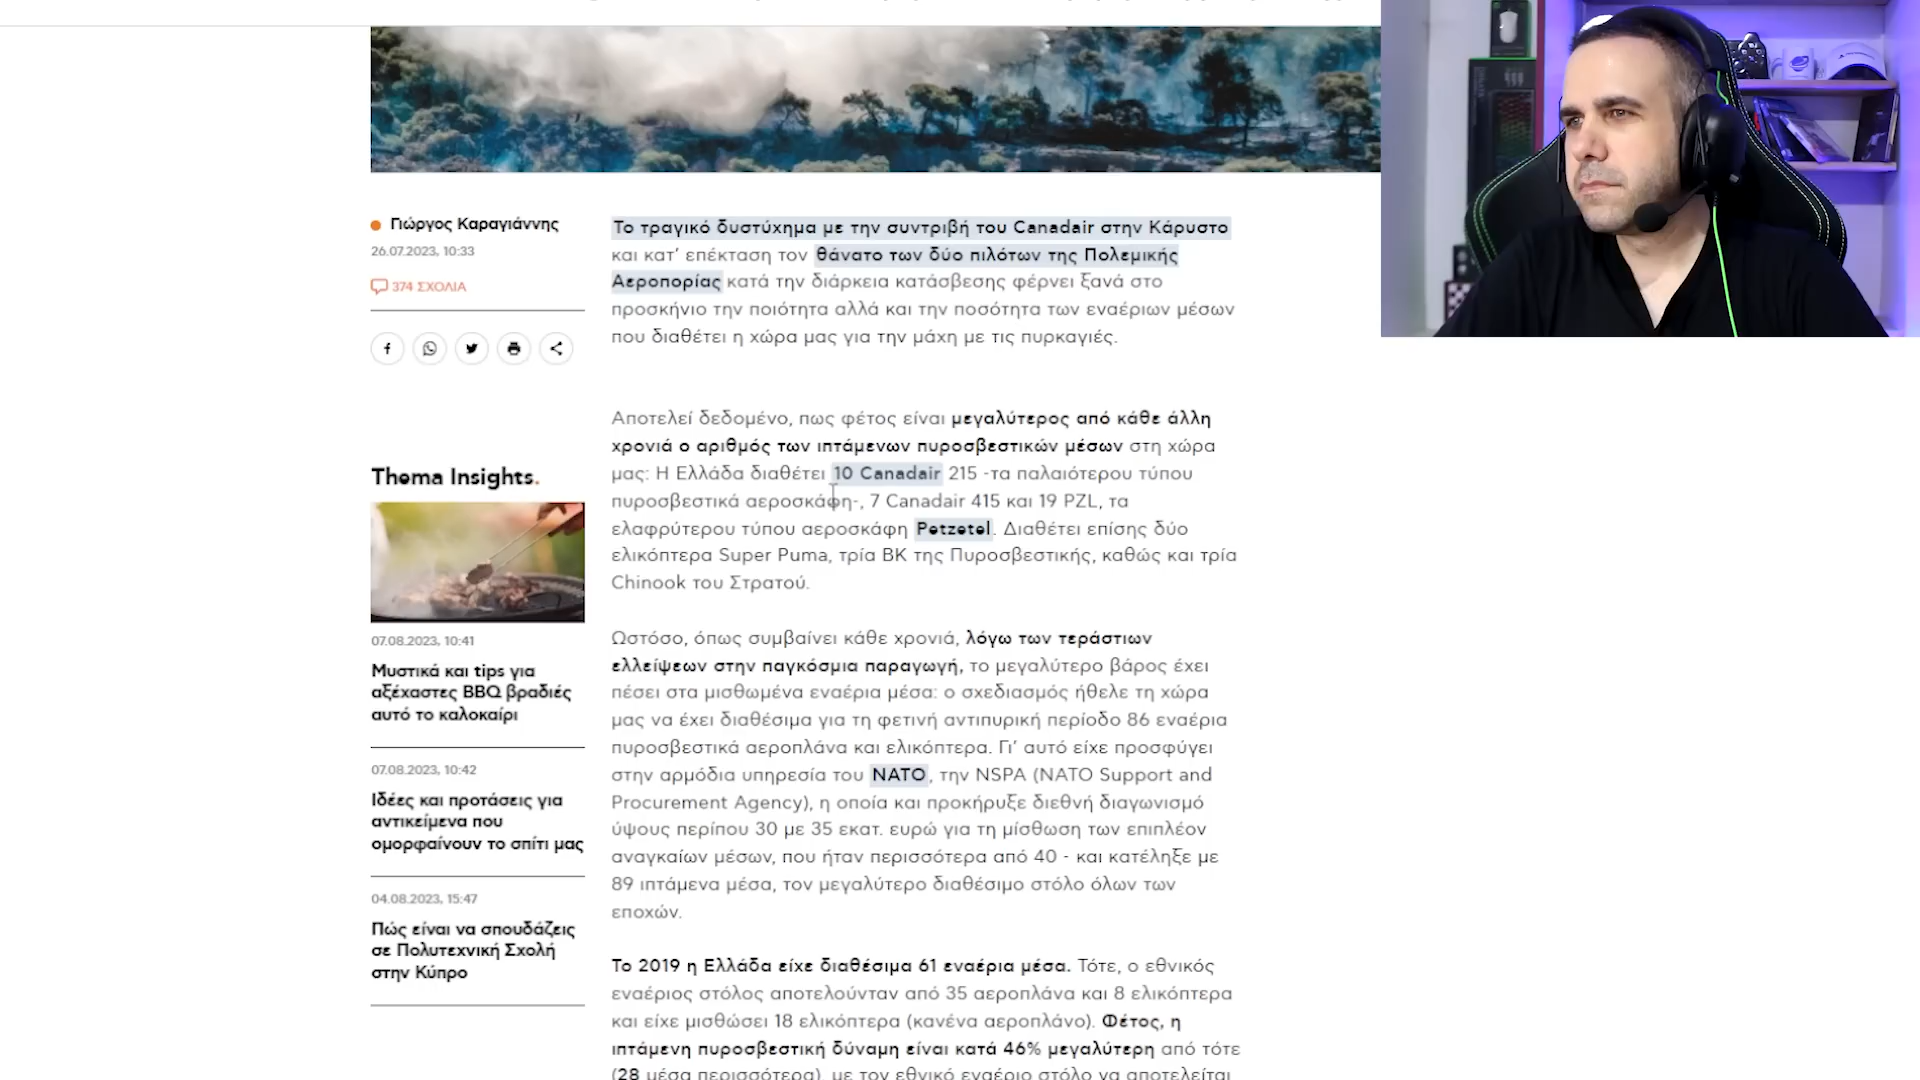 Γιώργος Καραγιάννης
26.07.2023, 10:33
374 ΣΧΟΛΙΑ
Thema Insights.
07.08.2023, 10:41
Μυστικά και tips για
αξέχαστες BBQ βραδιές
αυτό το καλοκαίρι
07.08.2023, 10:42
Ιδέες και προτάσεις για
αντικείμενα που
ομορφαίνουν το σπίτι μας
04.08.2023, 15:47
Πώς είναι να σπουδάζεις
σε Πολυτεχνική Σχολή
στην Κύπρο
Το τραγικό δυστύχημα με την συντριβή του Canadair στην Κάρυστο
και κατ’ επέκταση τον θάνατο των δύο πιλότων της Πολεμικής
Αεροπορίας κατά την διάρκεια κατάσβεσης φέρνει ξανά στο
προσκήνιο την ποιότητα αλλά και την ποσότητα των εναέριων μέσων
που διαθέτει η χώρα μας για την μάχη με τις πυρκαγιές.
Αποτελεί δεδομένο, πως φέτος είναι μεγαλύτερος από κάθε άλλη
χρονιά ο αριθμός των ιπτάμενων πυροσβεστικών μέσων στη χώρα
μας: Η Ελλάδα διαθέτει 10 Canadair 215 -τα παλαιότερου τύπου
πυροσβεστικά αεροσκάφη-, 7 Canadair 415 και 19 PZL, τα
ελαφρύτερου τύπου αεροσκάφη Petzetel. Διαθέτει επίσης δύο
ελικόπτερα Super Puma, τρία BK της Πυροσβεστικής, καθώς και τρία
Chinook του Στρατού.
Ωστόσο, όπως συμβαίνει κάθε χρονιά, λόγω των τεράστιων
ελλείψεων στην παγκόσμια παραγωγή, το μεγαλύτερο βάρος έχει
πέσει στα μισθωμένα εναέρια μέσα: ο σχεδιασμός ήθελε τη χώρα
μας να έχει διαθέσιμα για τη φετινή αντιπυρική περίοδο 86 εναέρια
πυροσβεστικά αεροπλάνα και ελικόπτερα. Γι’ αυτό είχε προσφύγει
στην αρμόδια υπηρεσία του NATO, την NSPA (NATO Support and
Procurement Agency), η οποία και προκήρυξε διεθνή διαγωνισμό
ύψους περίπου 30 με 35 εκατ. ευρώ για τη μίσθωση των επιπλέον
αναγκαίων μέσων, που ήταν περισσότερα από 40 - και κατέληξε με
89 ιπτάμενα μέσα, τον μεγαλύτερο διαθέσιμο στόλο όλων των
εποχών.
Το 2019 η Ελλάδα είχε διαθέσιμα 61 εναέρια μέσα. Τότε, ο εθνικός
εναέριος στόλος αποτελούνταν από 35 αεροπλάνα και 8 ελικόπτερα
και είχε μισθώσει 18 ελικόπτερα (κανένα αεροπλάνο). Φέτος, η
ιπτάμενη πυροσβεστική δύναμη είναι κατά 46% μεγαλύτερη από τότε
(28 μέσα περισσότερα), με τον εθνικό εναέριο στόλο να αποτελείται